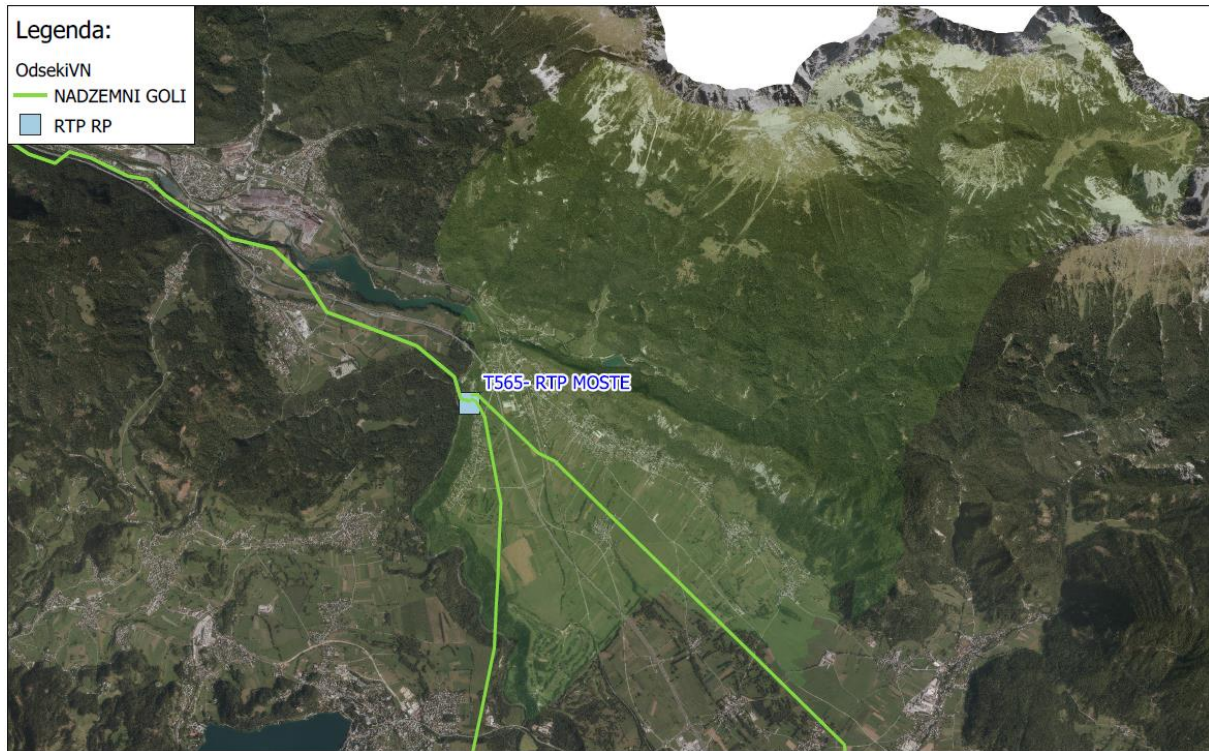 Legenda:
OdsekiVN
NADZEMNI GOLI
RTP RP
T565- RTP MOSTE